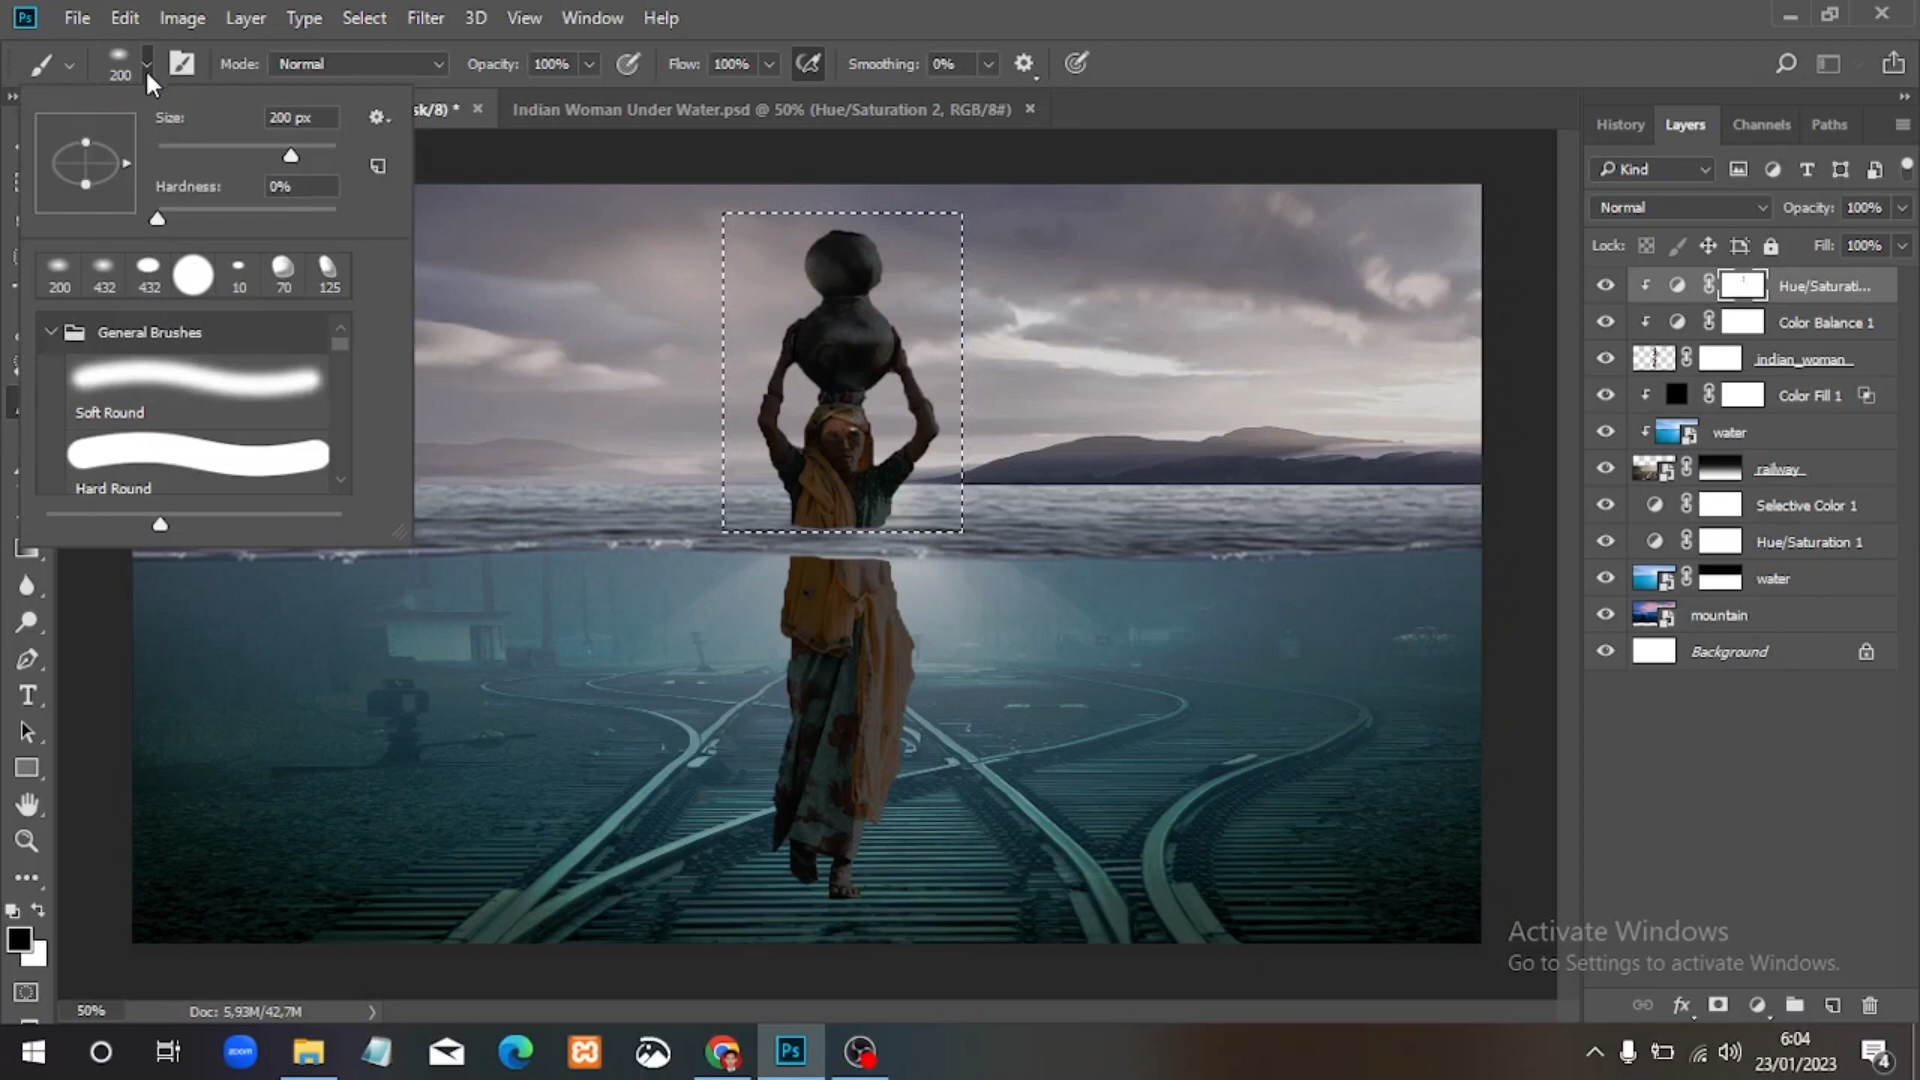 Ps File Edit Image Layer Type Select Filter 3D View Window Help
200 Mode: Normal Opacity: 100% Flow: 100% Smoothing: 0%
sk/8) * × Indian Woman Under Water.psd @ 50% (Hue/Saturation 2, RGB/8#) ×
Size: 200 px
Hardness: 0%
200 432 432 10 70 125
General Brushes
Soft Round
Hard Round
History Layers Channels Paths
Kind
Normal Opacity: 100%
Lock: Fill: 100%
Hue/Saturati...
Color Balance 1
indian_woman
Color Fill 1
water
railway
Selective Color 1
Hue/Saturation 1
water
mountain
Background
Activate Windows
Go to Settings to activate Windows.
50% Doc: 5,93M/42,7M
fx
zoom Ps
6:04
23/01/2023
4